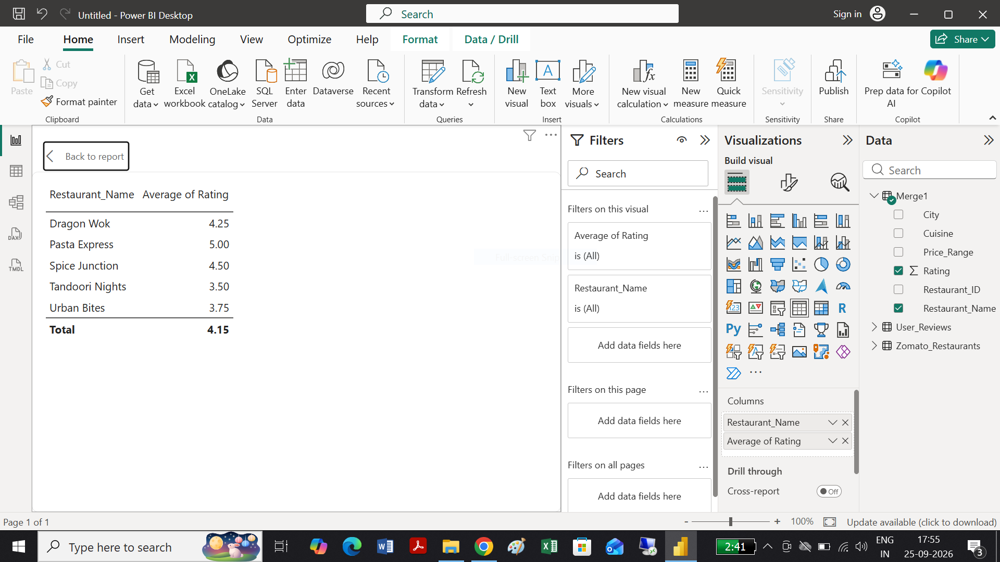 Untitled - Power BI Desktop
Search
Sign in
File
Home
Insert
Modeling
View
Optimize
Help
Format
Data / Drill
Share
Paste
Cut
Copy
Format painter
Clipboard
Get data
Excel workbook
OneLake catalog
SQL Server
Enter data
Dataverse
Recent sources
Data
Transform data
Refresh
Queries
New visual
Text box
More visuals
Insert
New visual calculation
New measure
Quick measure
Calculations
Sensitivity
Sensitivity
Publish
Share
Prep data for AI
Copilot
Copilot
Back to report
Restaurant_Name Average of Rating
Dragon Wok 4.25
Pasta Express 5.00
Spice Junction 4.50
Tandoori Nights 3.50
Urban Bites 3.75
Total 4.15
Full-screen Snip
Filters
Search
Filters on this visual
Average of Rating
is (All)
Restaurant_Name
is (All)
Add data fields here
Filters on this page
Add data fields here
Filters on all pages
Add data fields here
Visualizations
Build visual
123
R
Py
Columns
Restaurant_Name
Average of Rating
Drill through
Cross-report
Off
Data
Search
Merge1
City
Cuisine
Price_Range
Rating
Restaurant_ID
Restaurant_Name
User_Reviews
Zomato_Restaurants
DAX
TMDL
Page 1 of 1
100%
Update available (click to download)
Type here to search
2:41
ENG
IN
17:55
25-09-2026
3